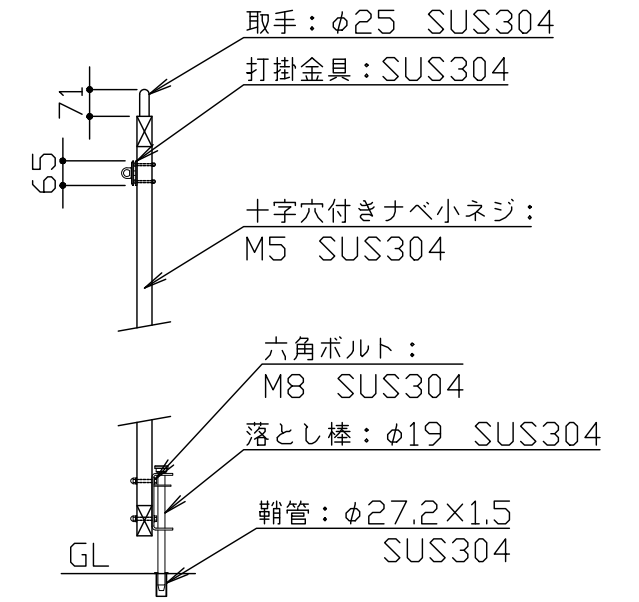 取手：φ25 SUS304
打掛金具：SUS304
71
65
十字穴付きナベ小ネジ：
M5 SUS304
六角ボルト：
M8 SUS304
落とし棒：φ19 SUS304
鞘管：φ27.2×1.5
SUS304
GL